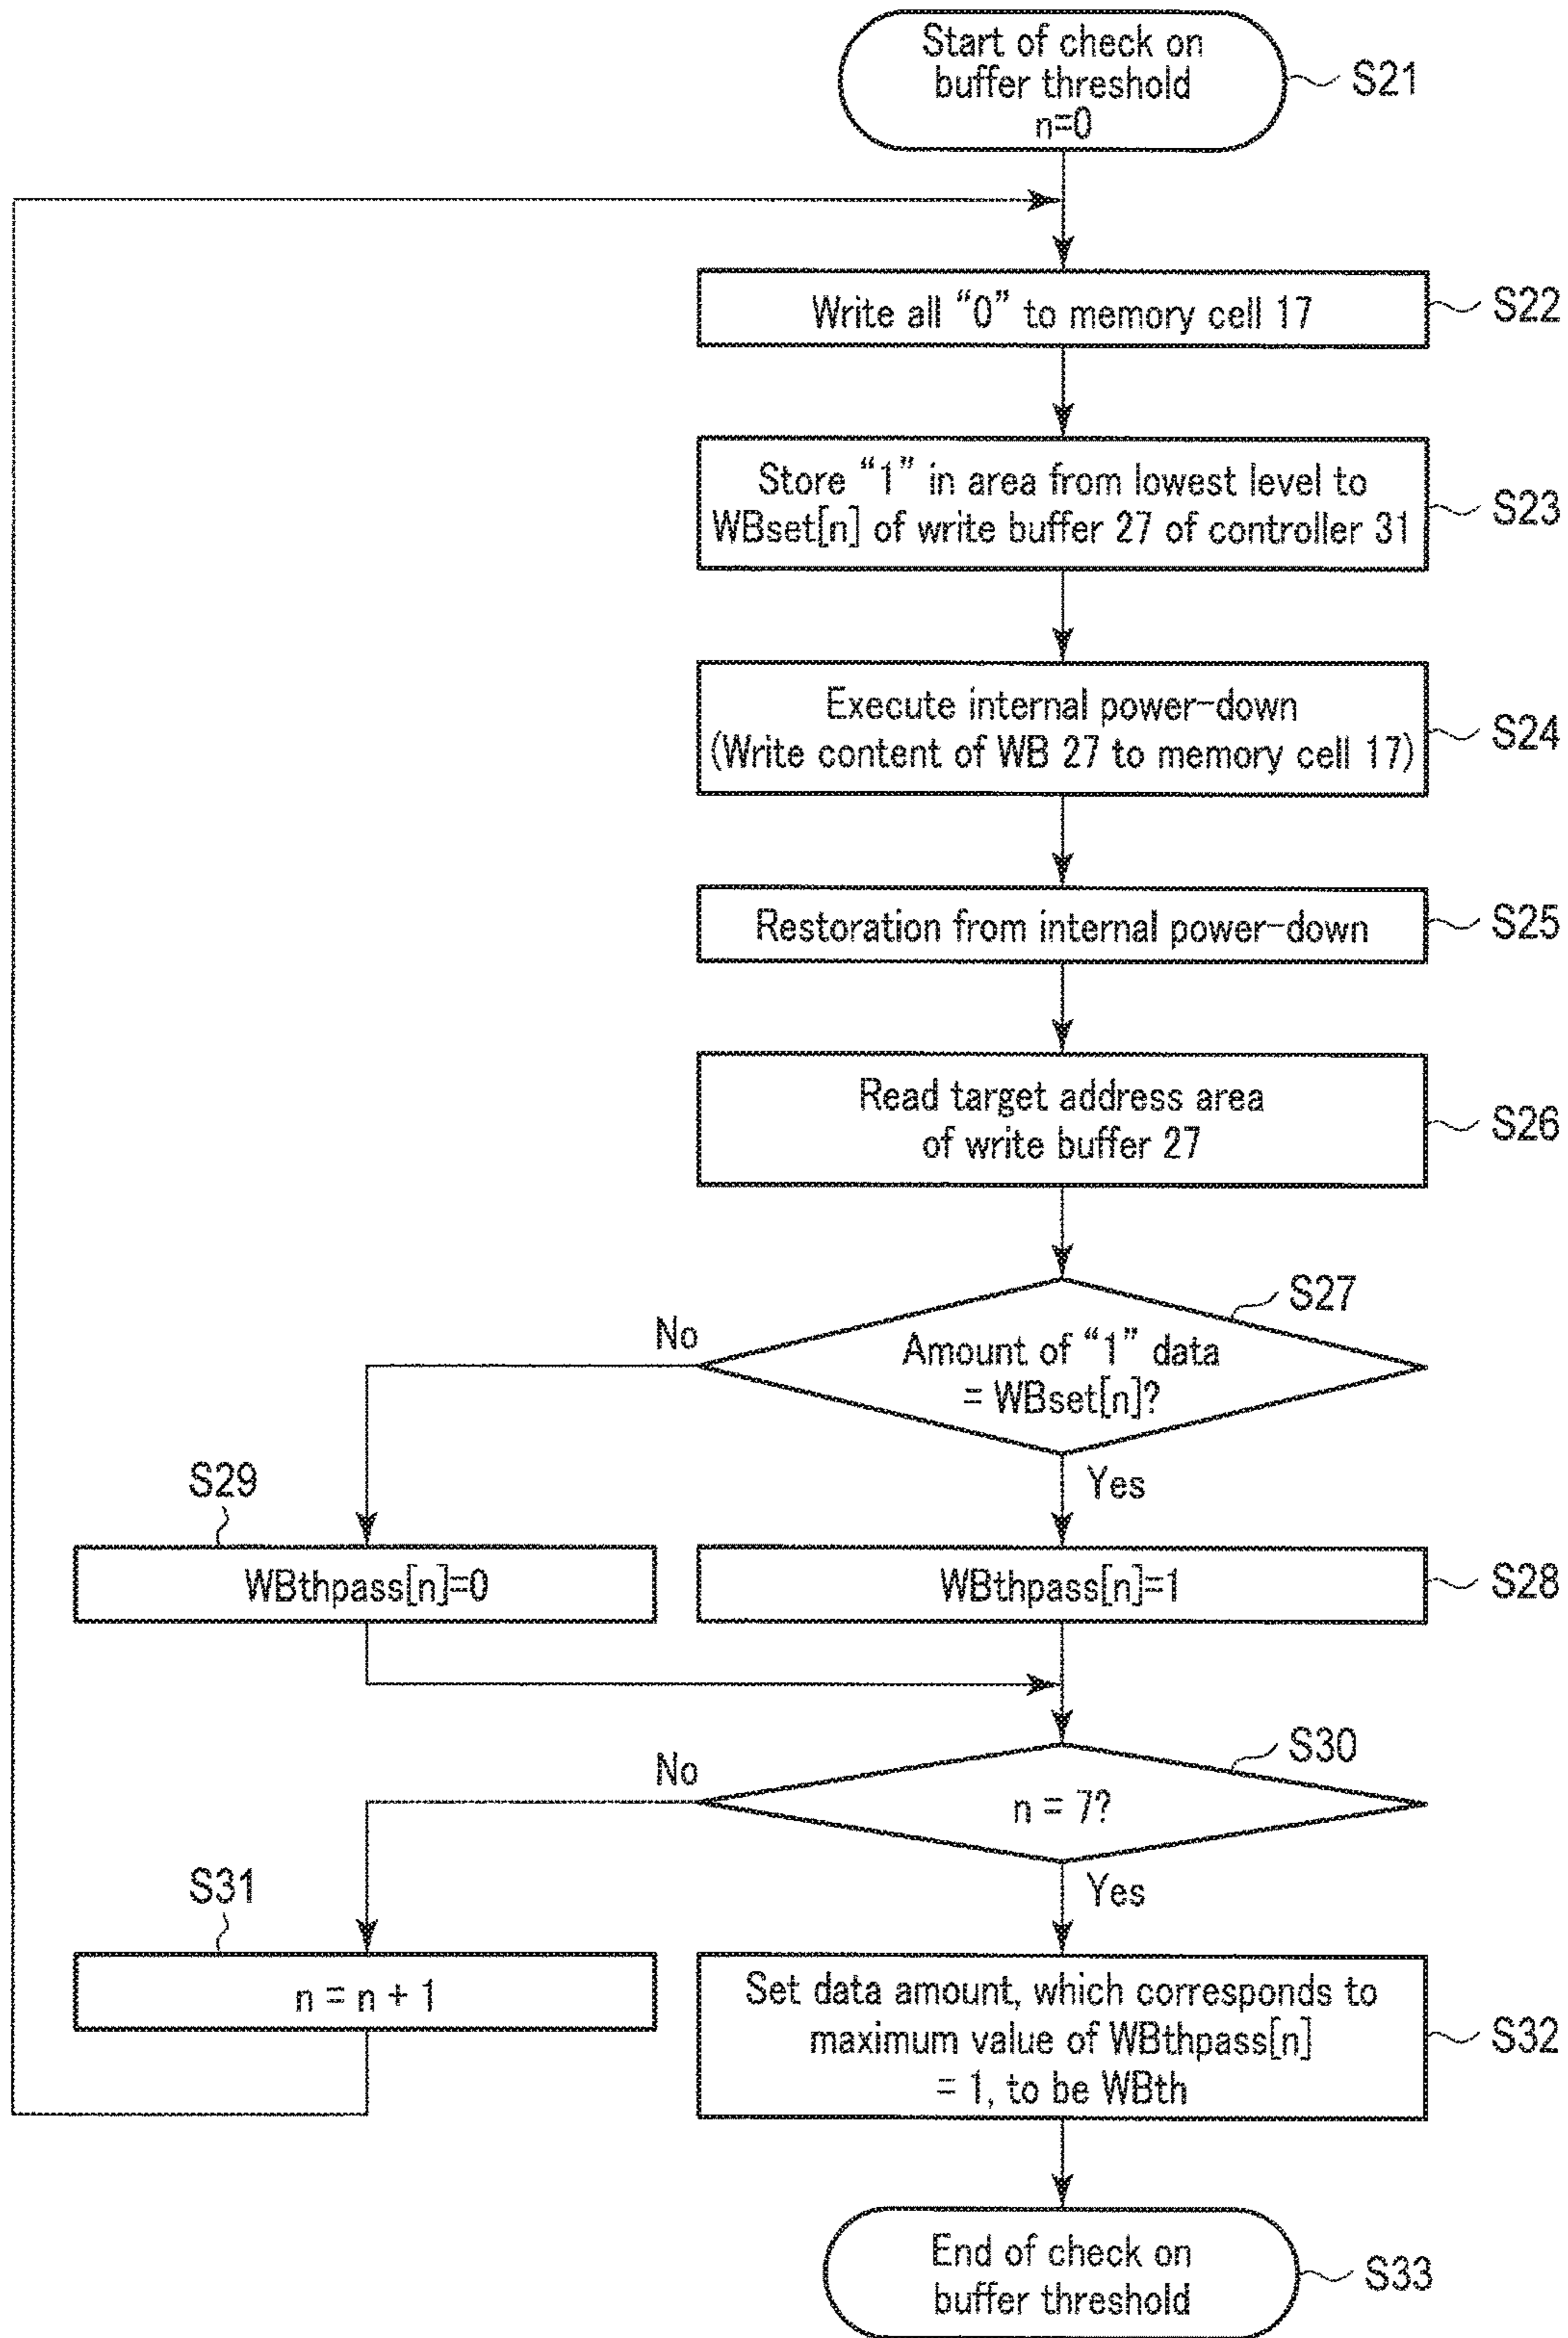 Start of check on
buffer threshold
n=0
S21
Write all “0” to memory cell 17
S22
Store “1” in area from lowest level to
WBset[n] of write buffer 27 of controller 31
S23
Execute internal power-down
(Write content of WB 27 to memory cell 17)
S24
Restoration from internal power-down
S25
Read target address area
of write buffer 27
S26
S27
No
Amount of “1” data
= WBset[n]?
Yes
S29
WBthpass[n]=0
WBthpass[n]=1
S28
S30
No
n = 7?
Yes
S31
n = n + 1
Set data amount, which corresponds to
maximum value of WBthpass[n]
= 1, to be WBth
S32
End of check on
buffer threshold
S33